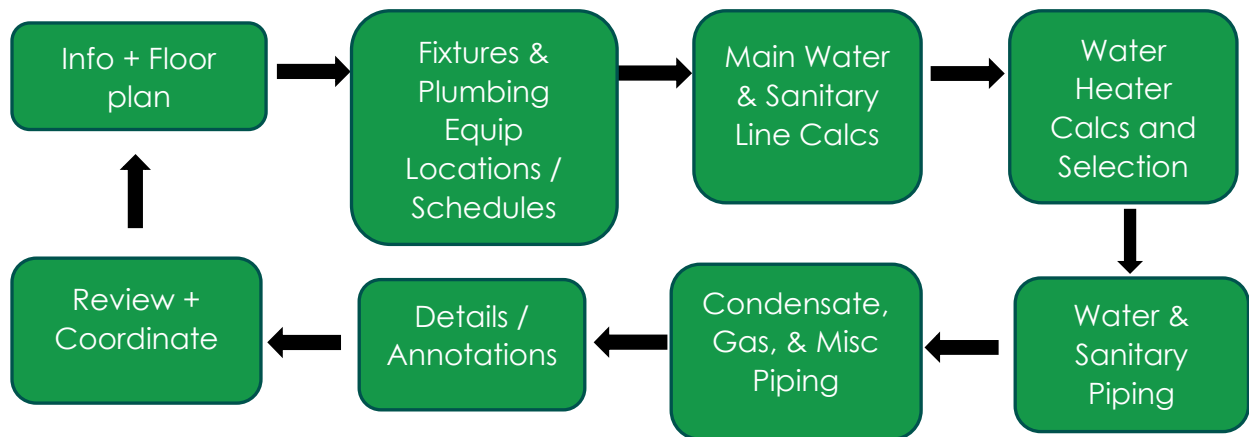 Info + Floor
plan
Fixtures &
Plumbing
Equip
Locations /
Schedules
Main Water
& Sanitary
Line Calcs
Water
Heater
Calcs and
Selection
Water &
Sanitary
Piping
Condensate,
Gas, & Misc
Piping
Details /
Annotations
Review +
Coordinate